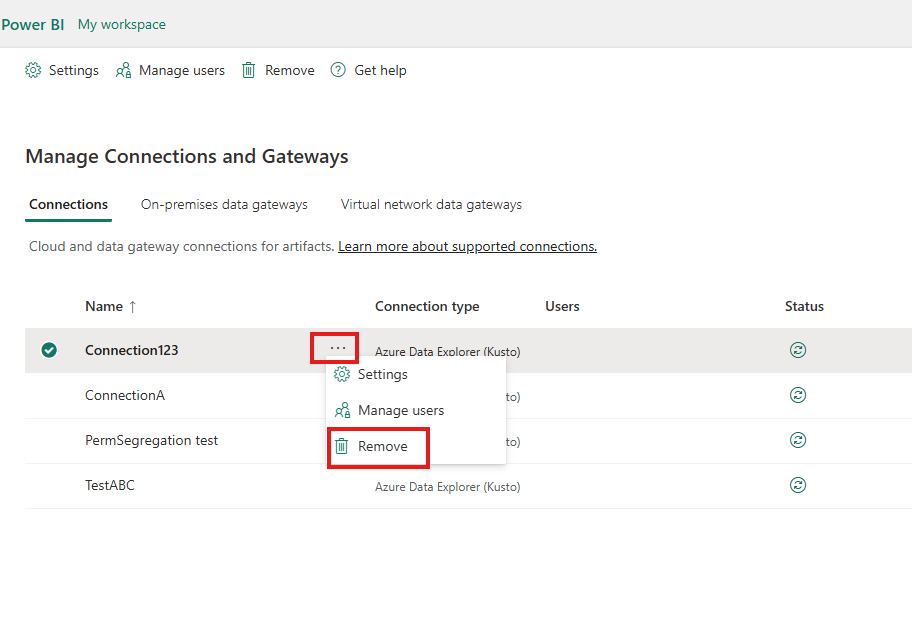 Power BI My workspace
Settings Manage users Remove Get help
Manage Connections and Gateways
Connections On-premises data gateways Virtual network data gateways
Cloud and data gateway connections for artifacts. Learn more about supported connections.
Name ↑ Connection type Users Status
Connection123 ... Azure Data Explorer (Kusto)
Settings
ConnectionA to)
Manage users
PermSegregation test to)
Remove
TestABC Azure Data Explorer (Kusto)